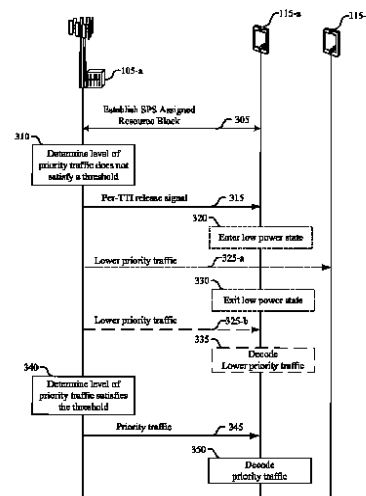 115-a
115-
105-a
Establish SPS Assigned
Resource Block
305
310
Determine level of
priority traffic does not
satisfy a threshold
Per-TTI release signal
315
320
Enter low power state
Lower priority traffic
325-a
330
Exit low power state
Lower priority traffic
325-b
335
Decode
Lower priority traffic
340
Determine level of
priority traffic satisfies
the threshold
Priority traffic
345
350
Decode
priority traffic